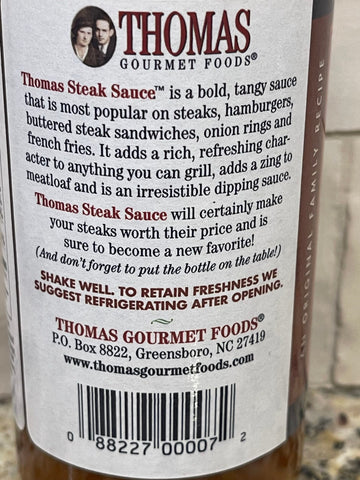 THOMAS
GOURMET FOODS®
Thomas Steak Sauce™ is a bold, tangy sauce
that is most popular on steaks, hamburgers,
buttered steak sandwiches, onion rings and
french fries. It adds a rich, refreshing char-
acter to anything you can grill, adds a zing to
meatloaf and is an irresistible dipping sauce.
Thomas Steak Sauce will certainly make
your steaks worth their price and is
sure to become a new favorite!
(And don't forget to put the bottle on the table!)
SHAKE WELL. TO RETAIN FRESHNESS WE
SUGGEST REFRIGERATING AFTER OPENING.
THOMAS GOURMET FOODS®
P.O. Box 8822, Greensboro, NC 27419
www.thomasgourmetfoods.com
0 88227 00007 2
AN ORIGINAL FAMILY RECIPE